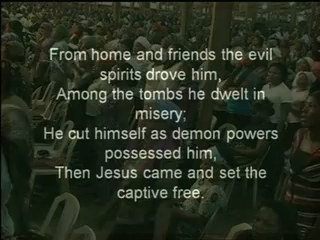 From home and friends the evil
spirits drove him,
Among the tombs he dwelt in
misery;
He cut himself as demon powers
possessed him,
Then Jesus came and set the
captive free.